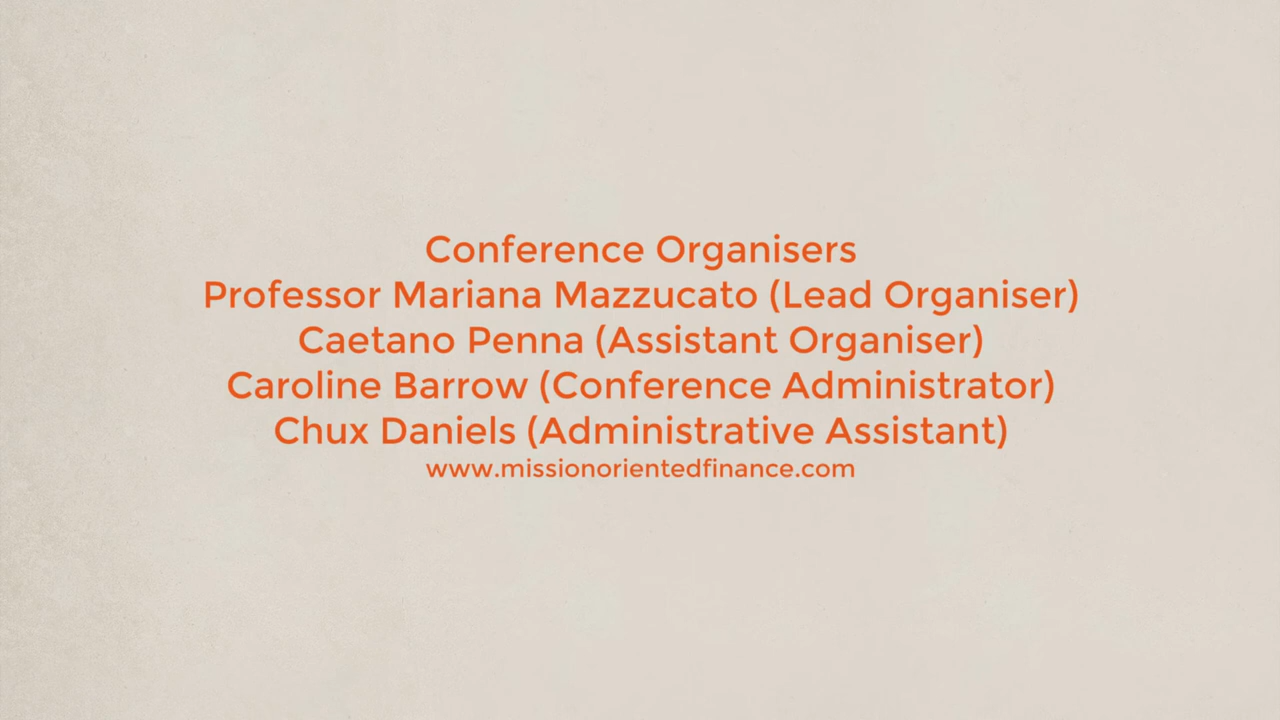 Conference Organisers
Professor Mariana Mazzucato (Lead Organiser)
Caetano Penna (Assistant Organiser)
Caroline Barrow (Conference Administrator)
Chux Daniels (Administrative Assistant)
www.missionorientedfinance.com